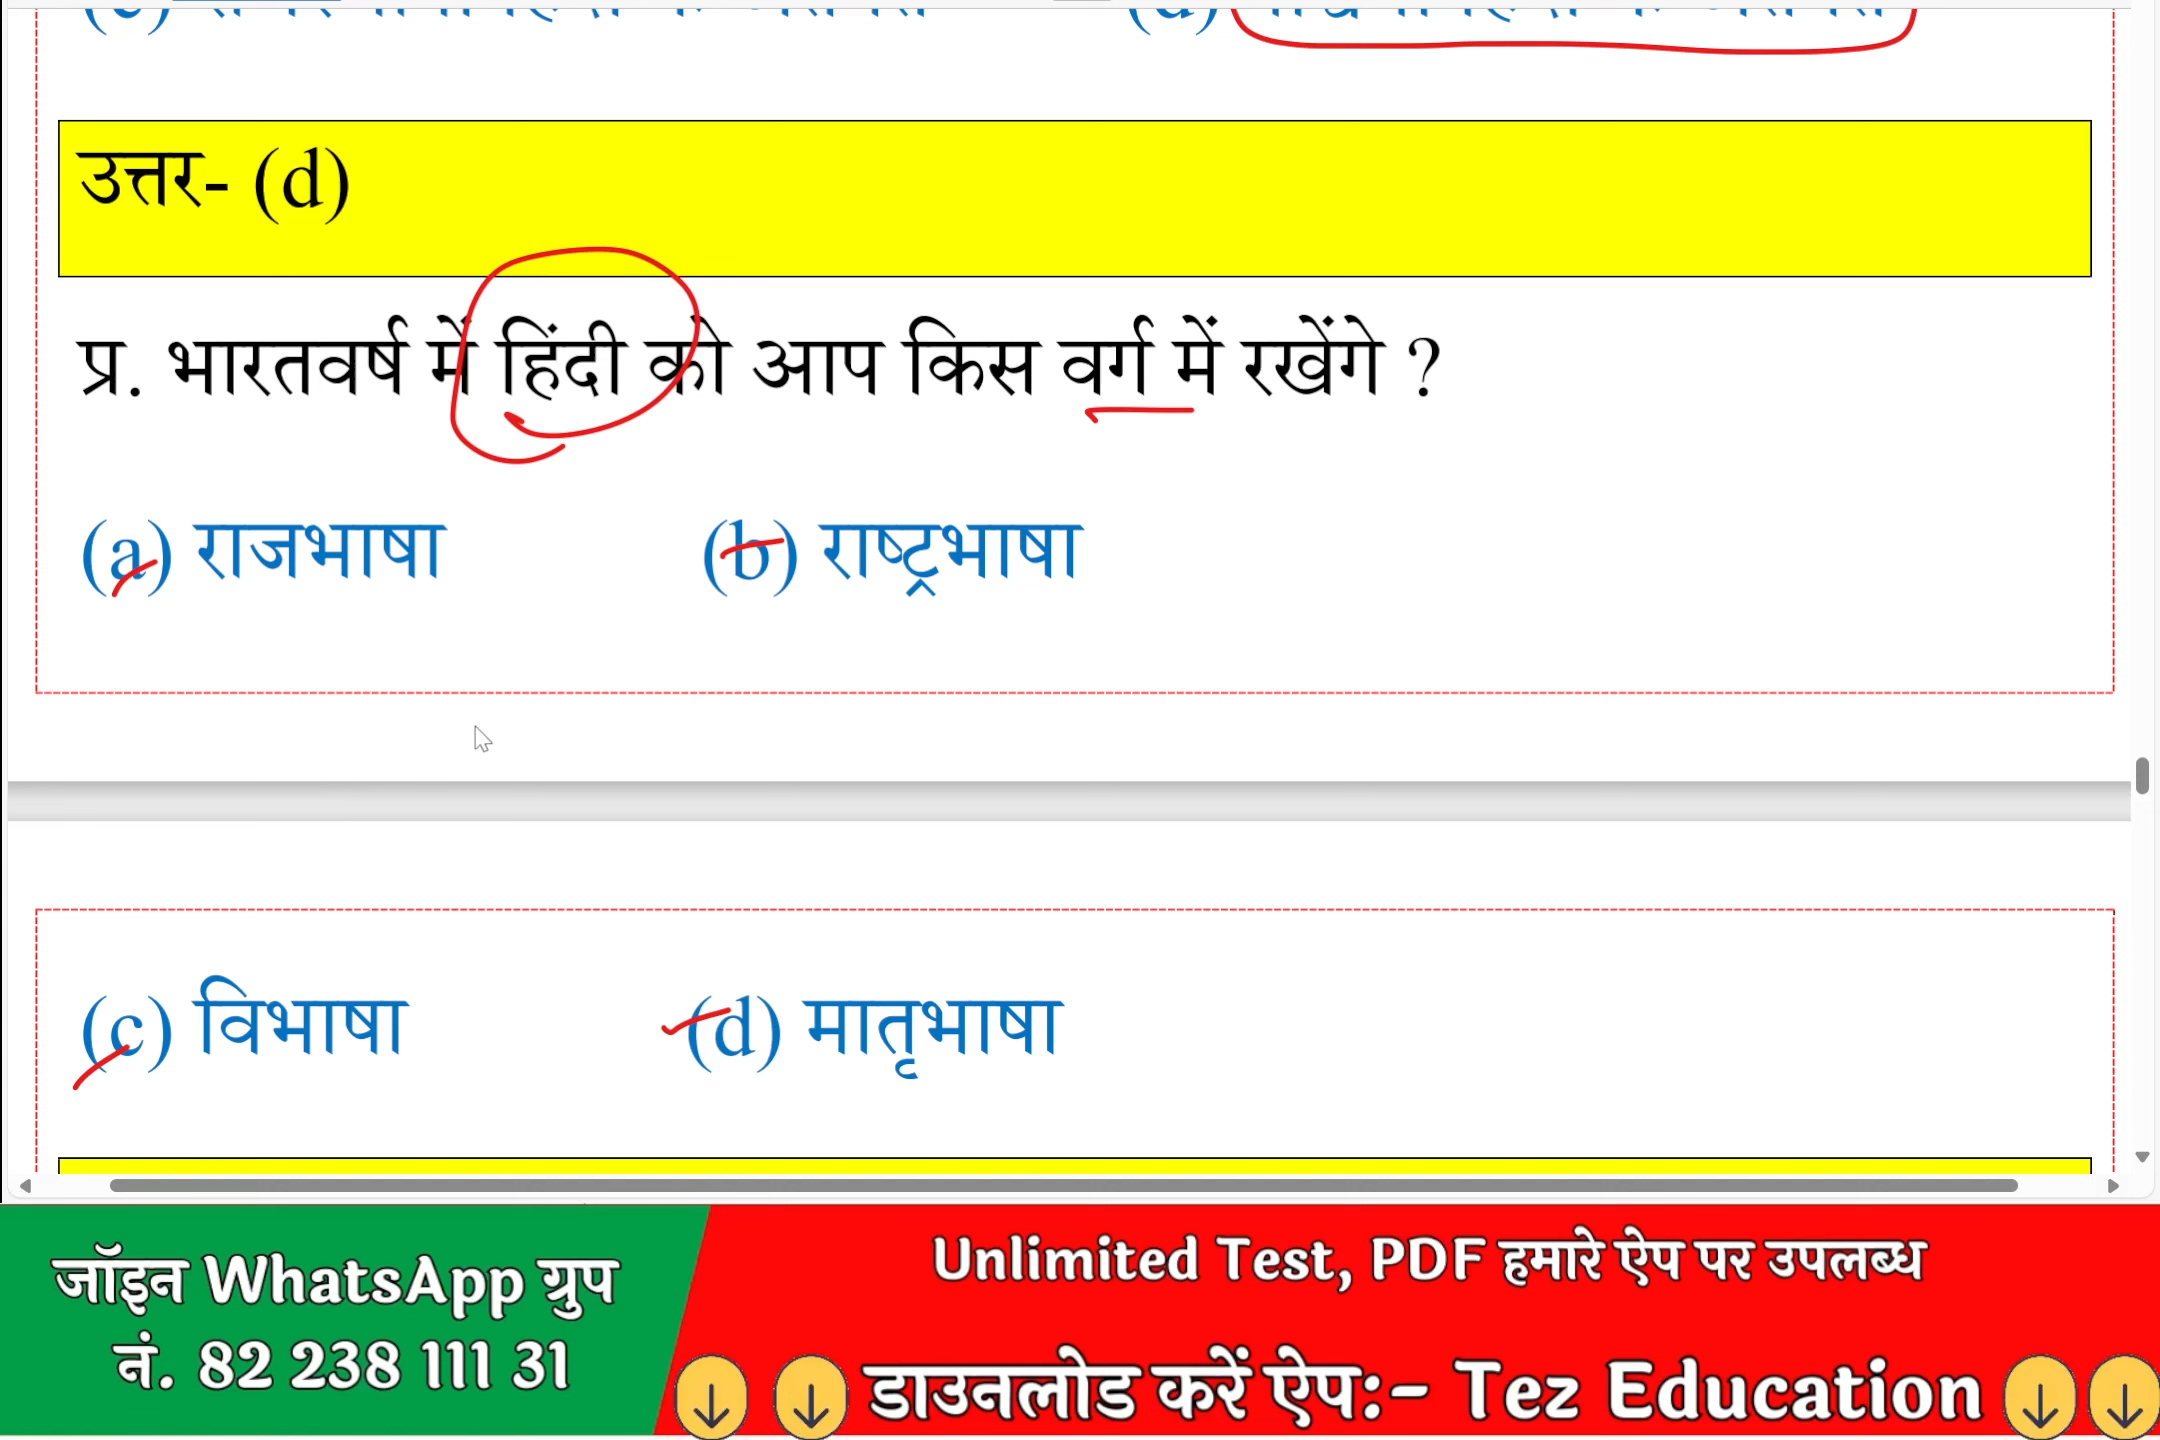 उत्तर- (d)
प्र. भारतवर्ष में हिंदी को आप किस वर्ग में रखेंगे ?
(a) राजभाषा (b) राष्ट्रभाषा
(c) विभाषा (d) मातृभाषा
जॉइन WhatsApp ग्रुप
नं. 82 238 111 31
Unlimited Test, PDF हमारे ऐप पर उपलब्ध
डाउनलोड करें ऐप:- Tez Education